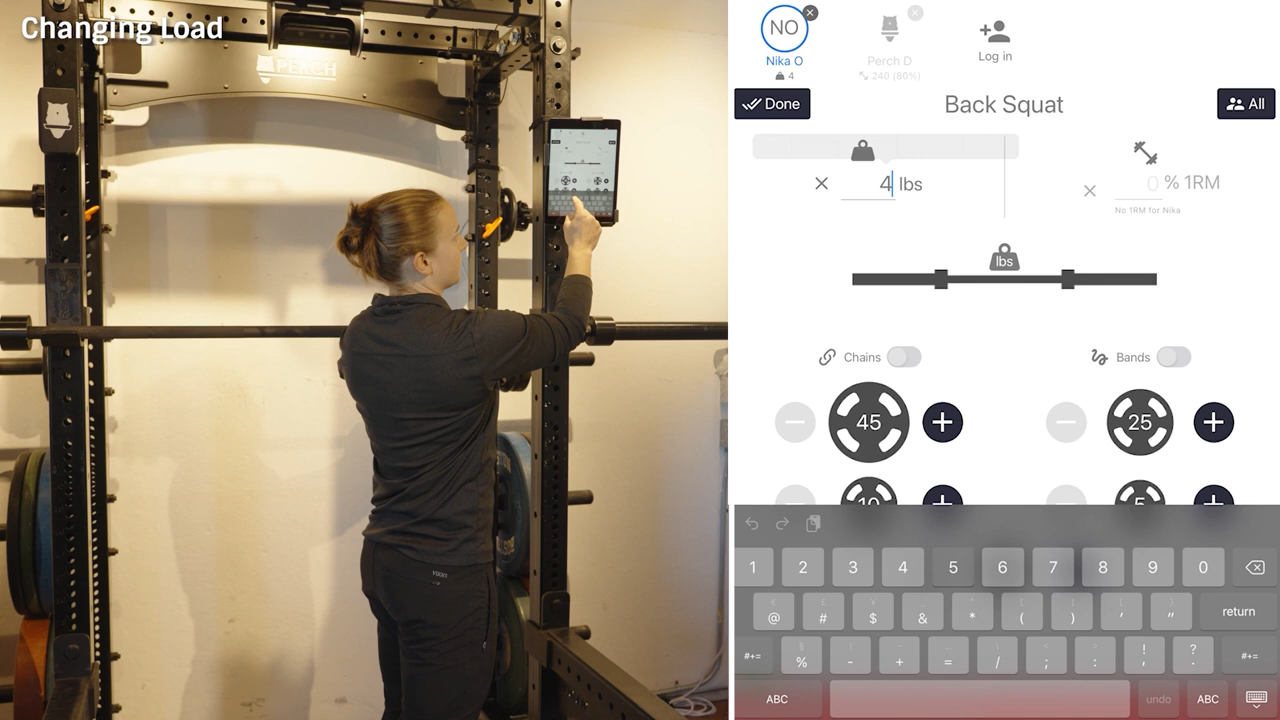 Changing Load
PERCH
NO
Nika O
4
Perch D
240 (80%)
Log in
Done
Back Squat
All
4 lbs
0 % 1RM
No 1RM for Nika
lbs
Chains
Bands
45
25
10
5
1 2 3 4 5 6 7 8 9 0
@ # $ & * ( ) ' "
return
#+=
% - + = / ; : ! , ? .
#+=
ABC
undo
ABC